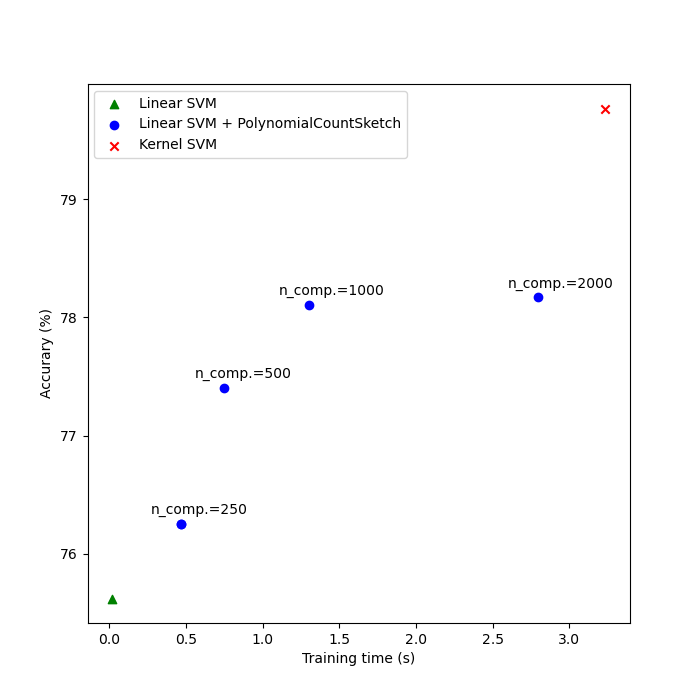 Linear SVM
Linear SVM + PolynomialCountSketch
Kernel SVM
79
n_comp.=2000
n_comp.=1000
78
n_comp.=500
77
n_comp.=250
76
Accurary (%)
0.0 0.5 1.0 1.5 2.0 2.5 3.0
Training time (s)